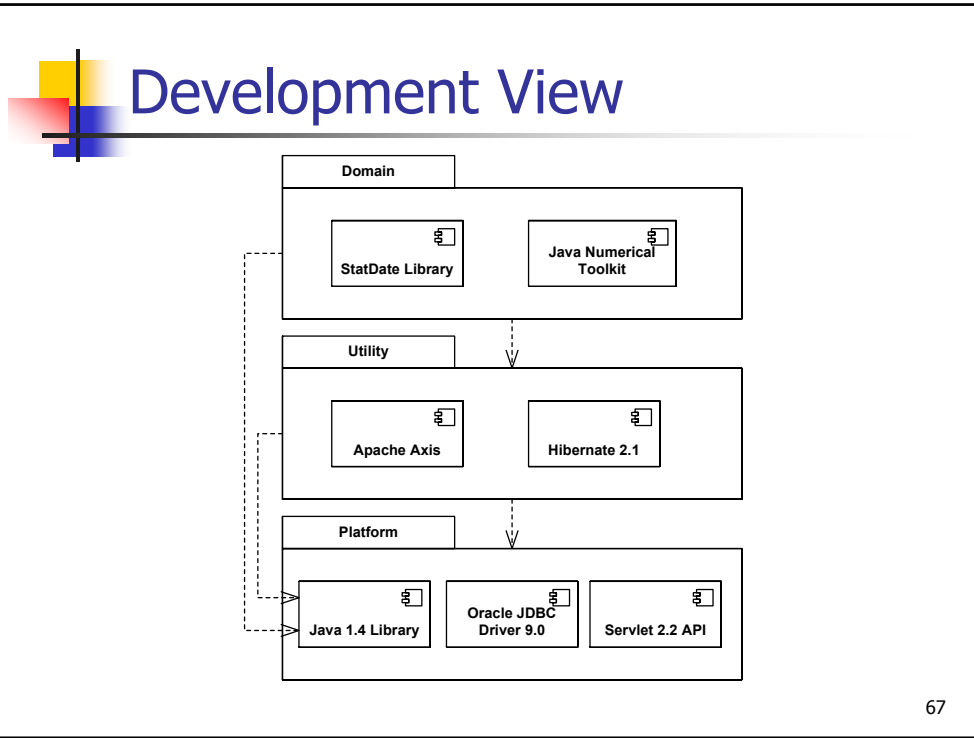 Development View
Domain
StatDate Library
Java Numerical
Toolkit
Utility
Apache Axis
Hibernate 2.1
Platform
Java 1.4 Library
Oracle JDBC
Driver 9.0
Servlet 2.2 API
67